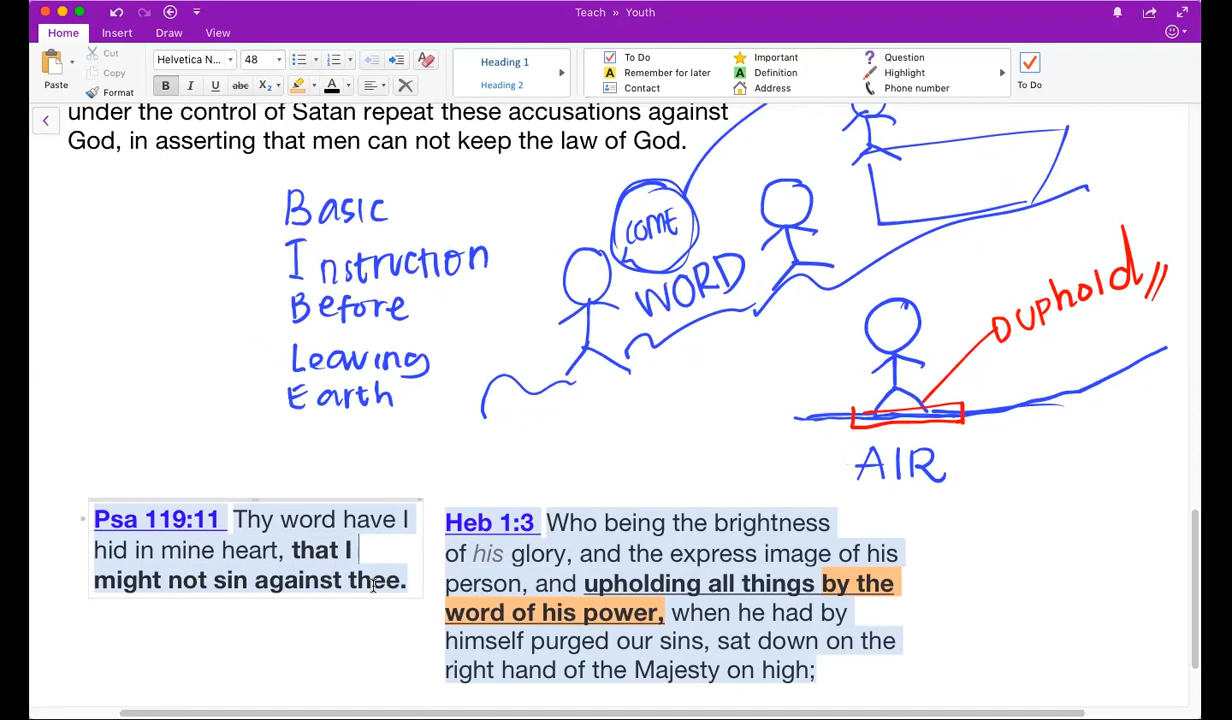 Teach » Youth
Home Insert Draw View
Cut
Copy
Format
Paste
Helvetica N... 48
B I U abc X₂ A
Heading 1
Heading 2
To Do
Remember for later
Contact
Important
Definition
Address
Question
Highlight
Phone number
To Do
under the control of Satan repeat these accusations against
God, in asserting that men can not keep the law of God.
Basic
Instruction
Before
Leaving
Earth
COME
WORD
uphold
AIR
Psa 119:11 Thy word have I
hid in mine heart, that I
might not sin against thee.
Heb 1:3 Who being the brightness
of his glory, and the express image of his
person, and upholding all things by the
word of his power, when he had by
himself purged our sins, sat down on the
right hand of the Majesty on high;